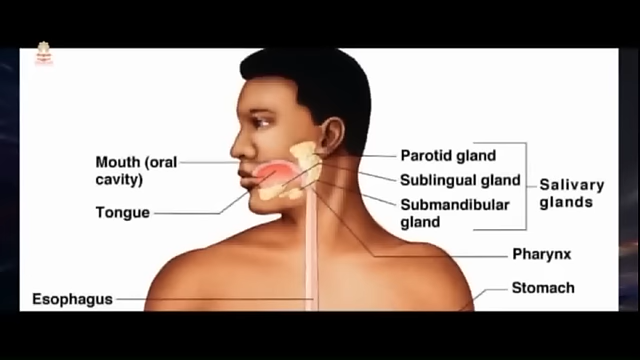 Mouth (oral
cavity)
Tongue
Esophagus
Parotid gland
Sublingual gland
Submandibular
gland
Salivary
glands
Pharynx
Stomach